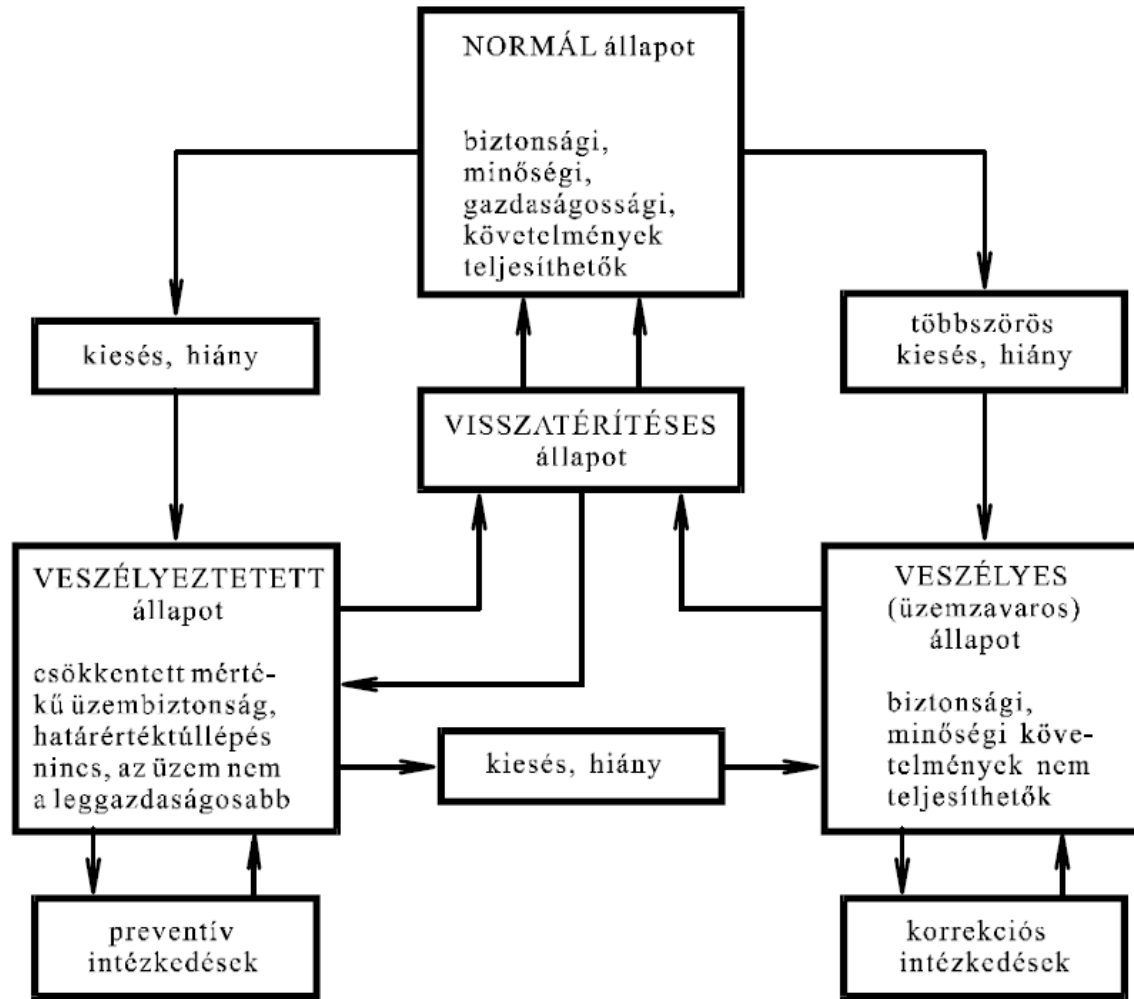 NORMÁL állapot
biztonsági,
minőségi,
gazdaságossági,
követelmények
teljesíthetők
kiesés, hiány
többszörös
kiesés, hiány
VISSZATÉRÍTÉSES
állapot
VESZÉLYEZTETETT
állapot
csökkentett mérté-
kű üzembiztonság,
határértéktúllépés
nincs, az üzem nem
a leggazdaságosabb
kiesés, hiány
VESZÉLYES
(üzemzavaros)
állapot
biztonsági,
minőségi köve-
telmények nem
teljesíthetők
preventív
intézkedések
korrekciós
intézkedések